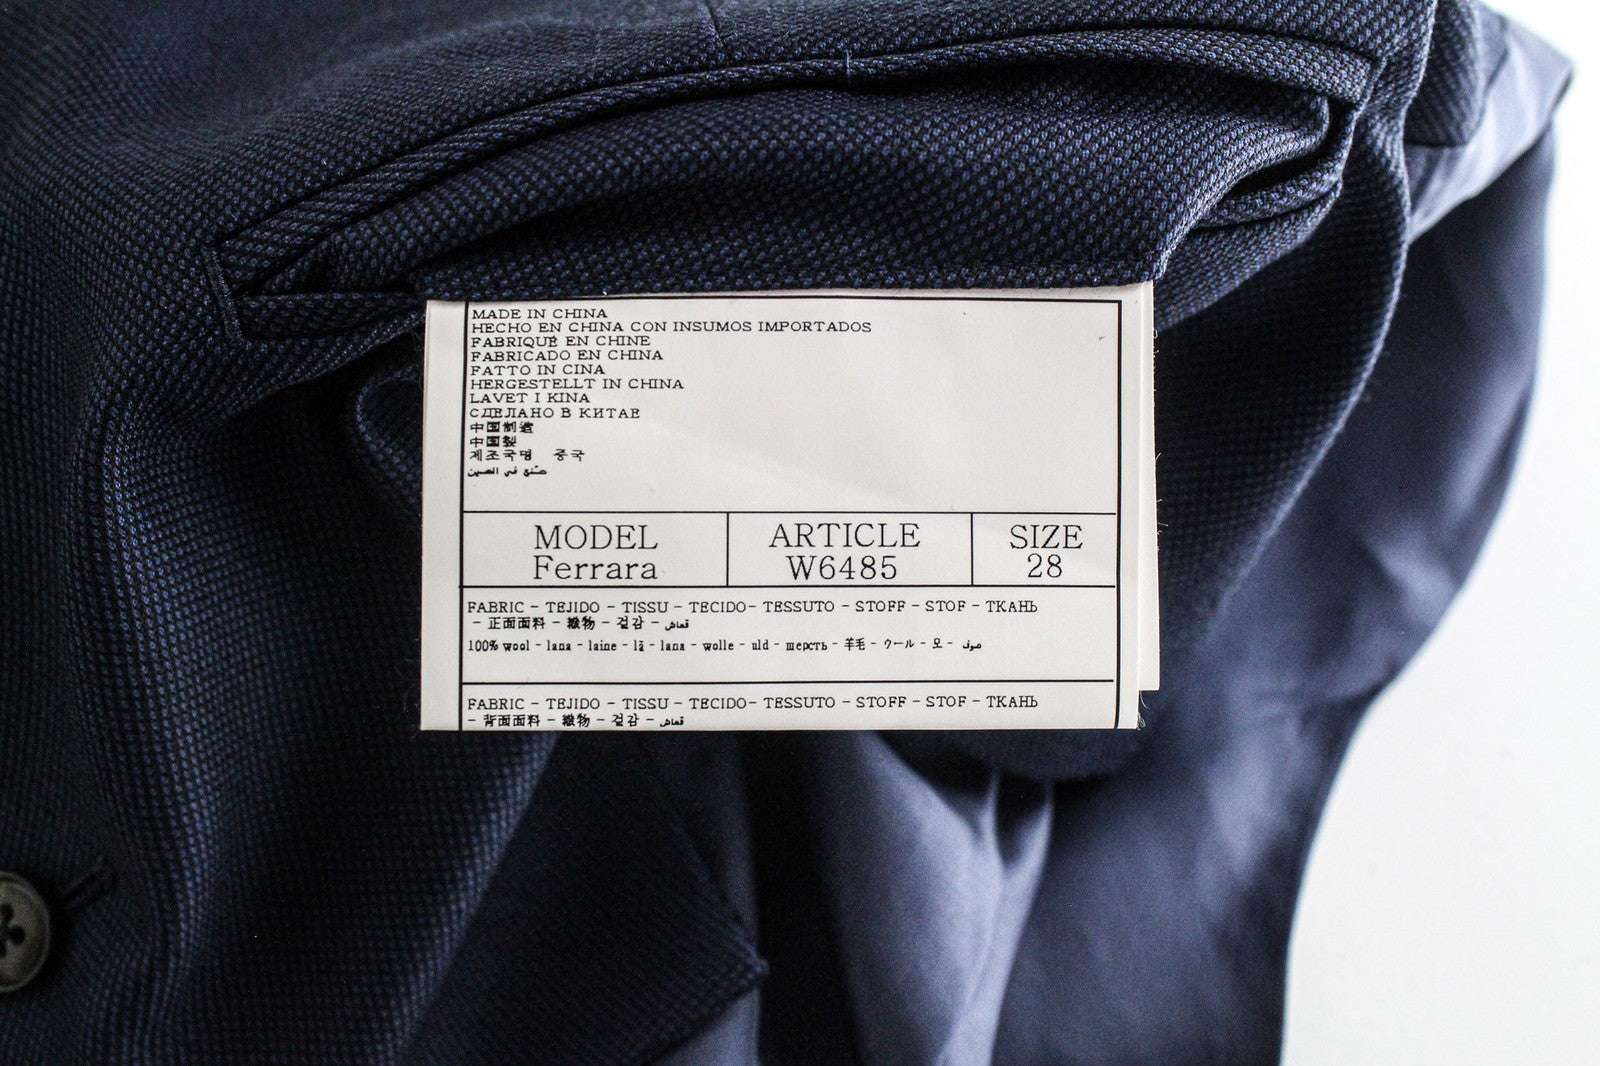 MADE IN CHINA
HECHO EN CHINA CON INSUMOS IMPORTADOS
FABRIQUÉ EN CHINE
FABRICADO EN CHINA
FATTO IN CINA
HERGESTELLT IN CHINA
LAVET I KINA
СДЕЛАНО В КИТАЕ
中国制造
中国製
제조국명 중국
صنع في الصين
MODEL ARTICLE SIZE
Ferrara W6485 28
FABRIC - TEJIDO - TISSU - TECIDO- TESSUTO - STOFF - STOF - ТКАНЬ
- 正面面料 - 織物 - 겉감 - قماش
100% wool - lana - laine - lã - lana - wolle - uld - шерсть - 羊毛 - ウール - 모 - صوف
FABRIC - TEJIDO - TISSU - TECIDO- TESSUTO - STOFF - STOF - ТКАНЬ
- 背面面料 - 織物 - 겉감 - قماش